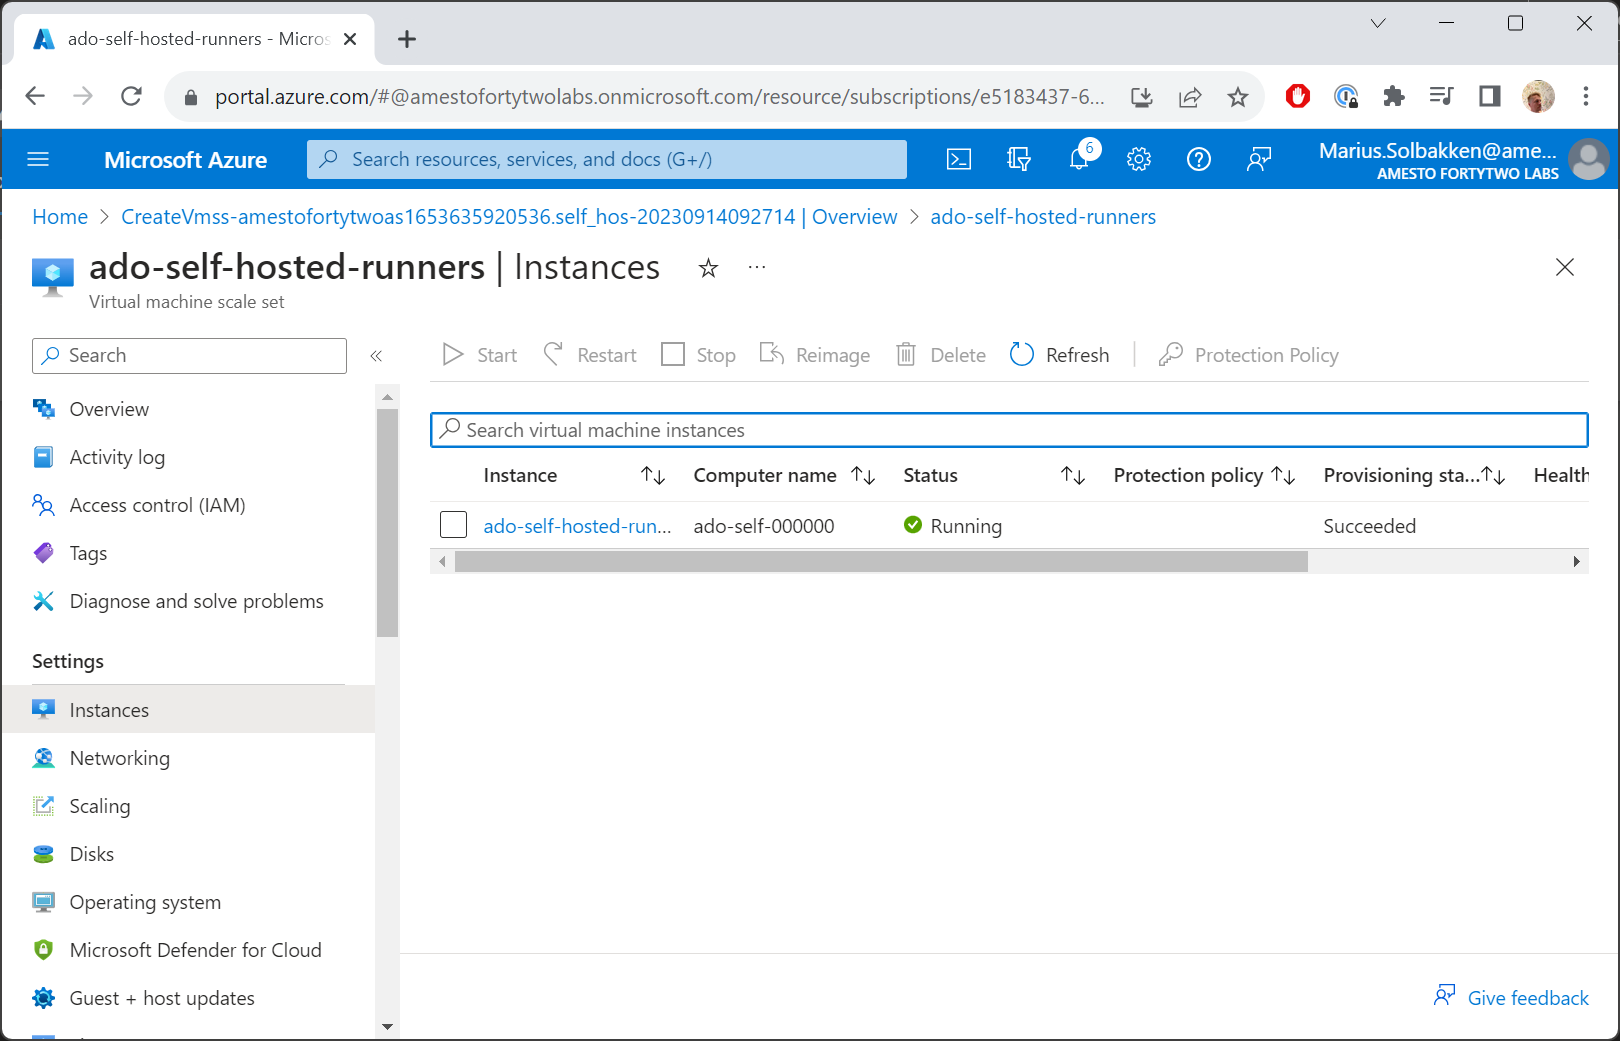 ado-self-hosted-runners - Micros
portal.azure.com/#@amestofortytwolabs.onmicrosoft.com/resource/subscriptions/e5183437-6...
Microsoft Azure
Search resources, services, and docs (G+/)
6
Marius.Solbakken@ame...
AMESTO FORTYTWO LABS
Home > CreateVmss-amestofortytwoas1653635920536.self_hos-20230914092714 | Overview > ado-self-hosted-runners
ado-self-hosted-runners | Instances
Virtual machine scale set
Search
Start Restart Stop Reimage Delete Refresh Protection Policy
Overview
Activity log
Access control (IAM)
Tags
Diagnose and solve problems
Settings
Instances
Networking
Scaling
Disks
Operating system
Microsoft Defender for Cloud
Guest + host updates
Search virtual machine instances
Instance Computer name Status Protection policy Provisioning sta... Health
ado-self-hosted-run... ado-self-000000 Running Succeeded
Give feedback